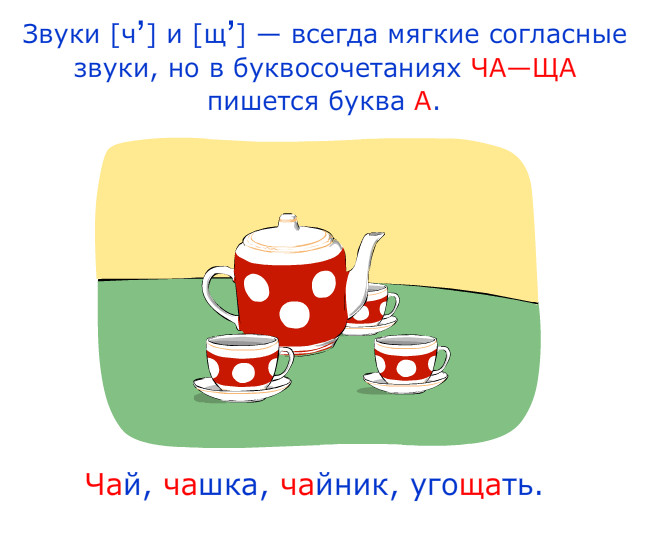 Звуки [ч’] и [щ’] — всегда мягкие согласные
звуки, но в буквосочетаниях ЧА—ЩА
пишется буква А.
Чай, чашка, чайник, угощать.